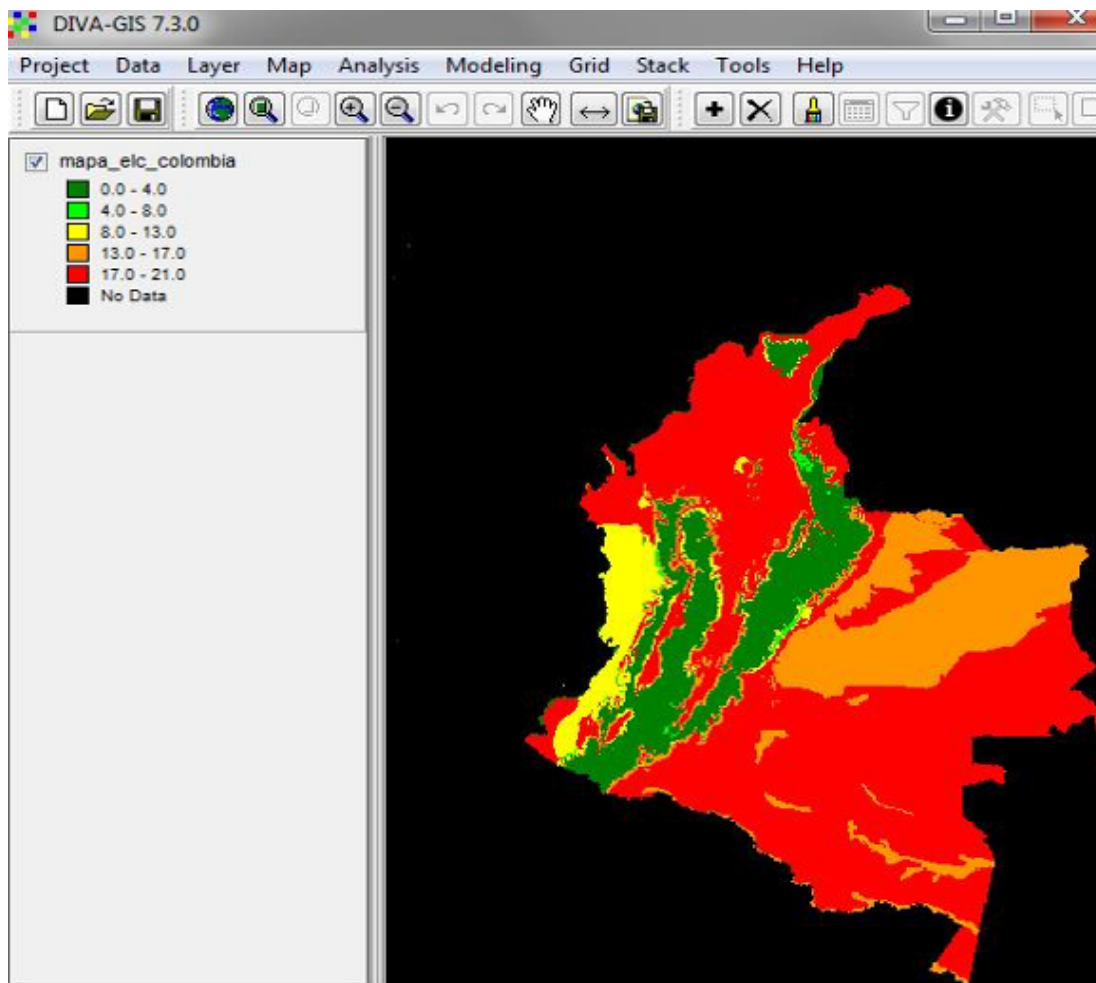 DIVA-GIS 7.3.0
Project Data Layer Map Analysis Modeling Grid Stack Tools Help
mapa_elc_colombia
0.0 - 4.0
4.0 - 8.0
8.0 - 13.0
13.0 - 17.0
17.0 - 21.0
No Data